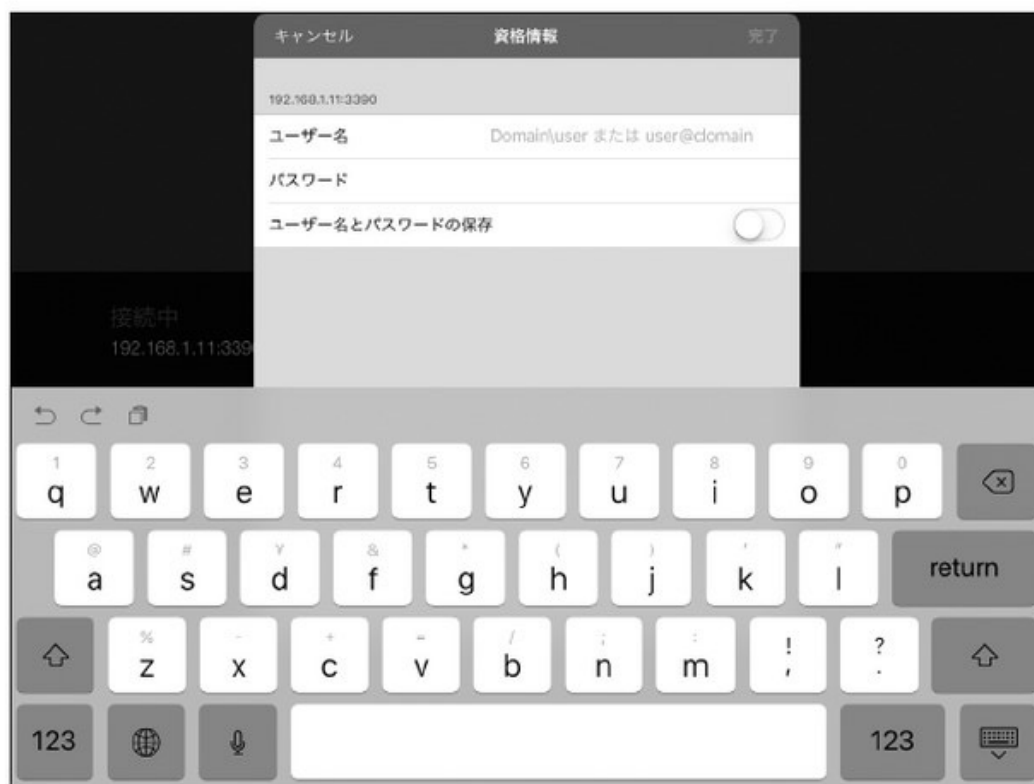 キャンセル 資格情報 完了
192.168.1.11:3390
ユーザー名 Domain\user または user@domain
パスワード
ユーザー名とパスワードの保存
接続中
192.168.1.11:339
1 2 3 4 5 6 7 8 9 0
q w e r t y u i o p
@ # ¥ & * ( ) ' "
a s d f g h j k l return
% - + = / ; : ! ?
z x c v b n m , .
123 123